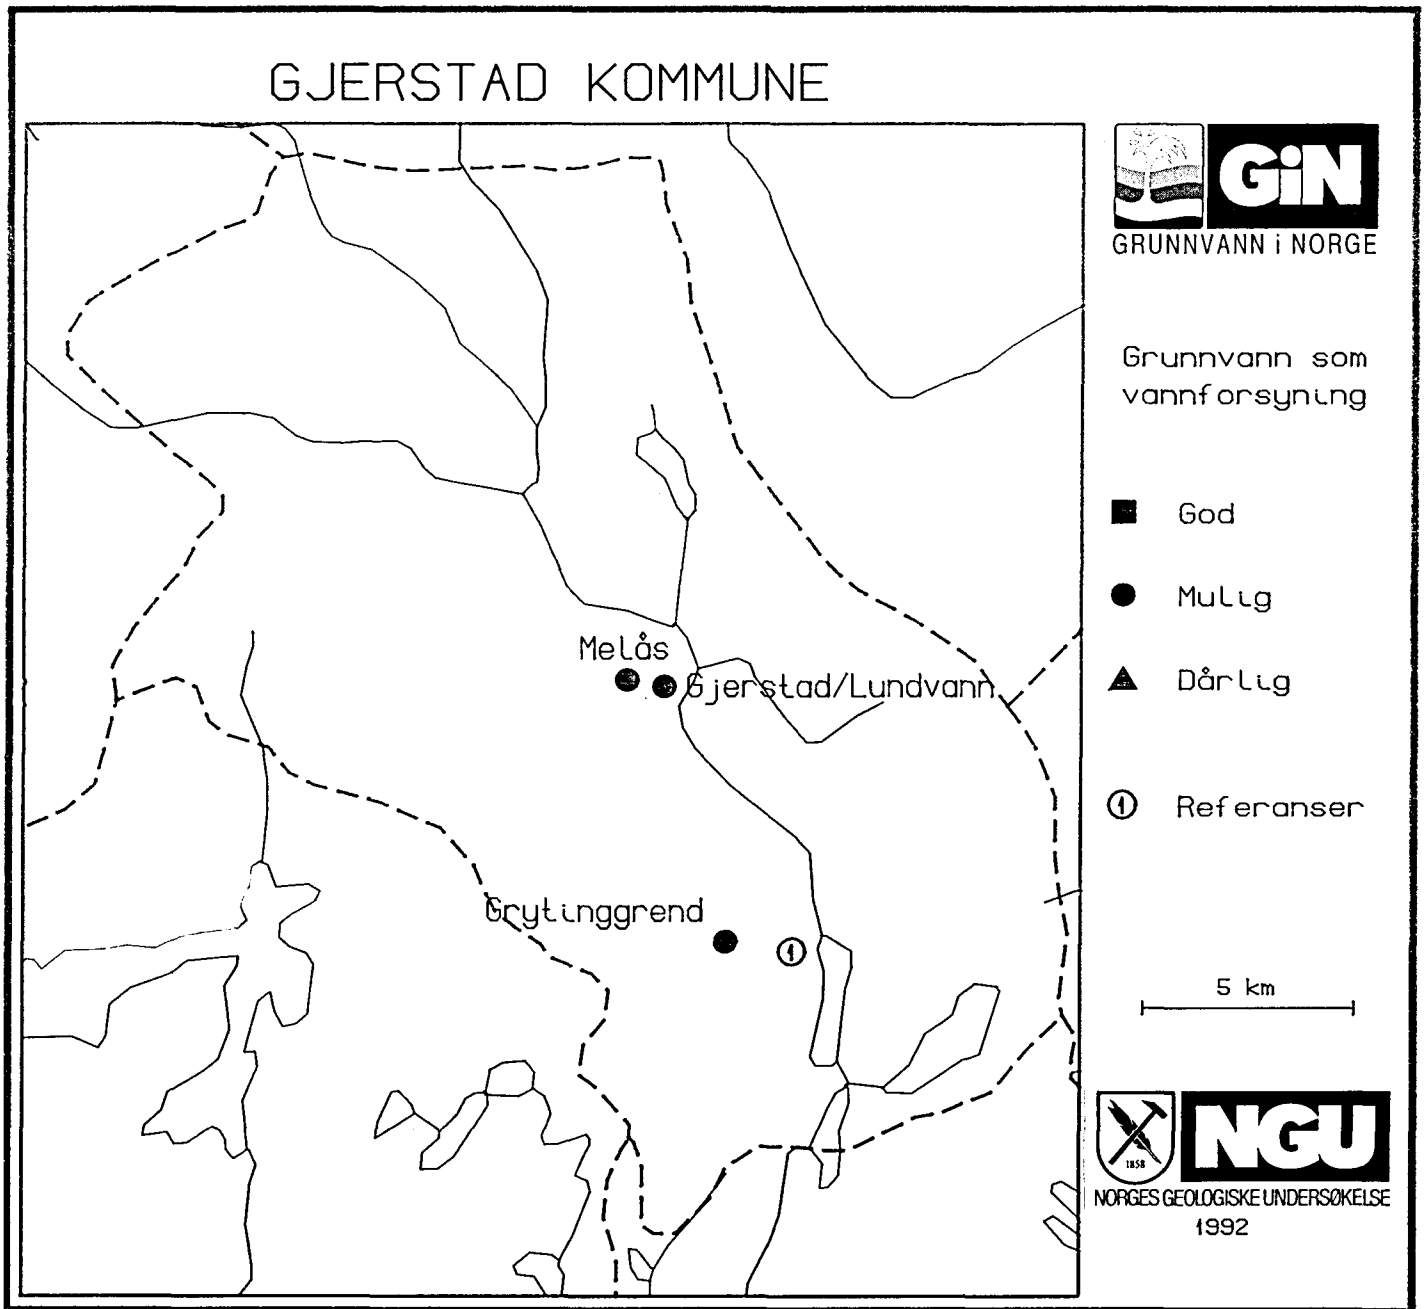 GJERSTAD KOMMUNE
GiN
GRUNNVANN i NORGE
Grunnvann som
vannforsyning
God
Mulig
Dårlig
1 Referanser
Melås
Gjerstad/Lundvann
Grytinggrend
1
5 km
1858
NGU
NORGES GEOLOGISKE UNDERSØKELSE
1992